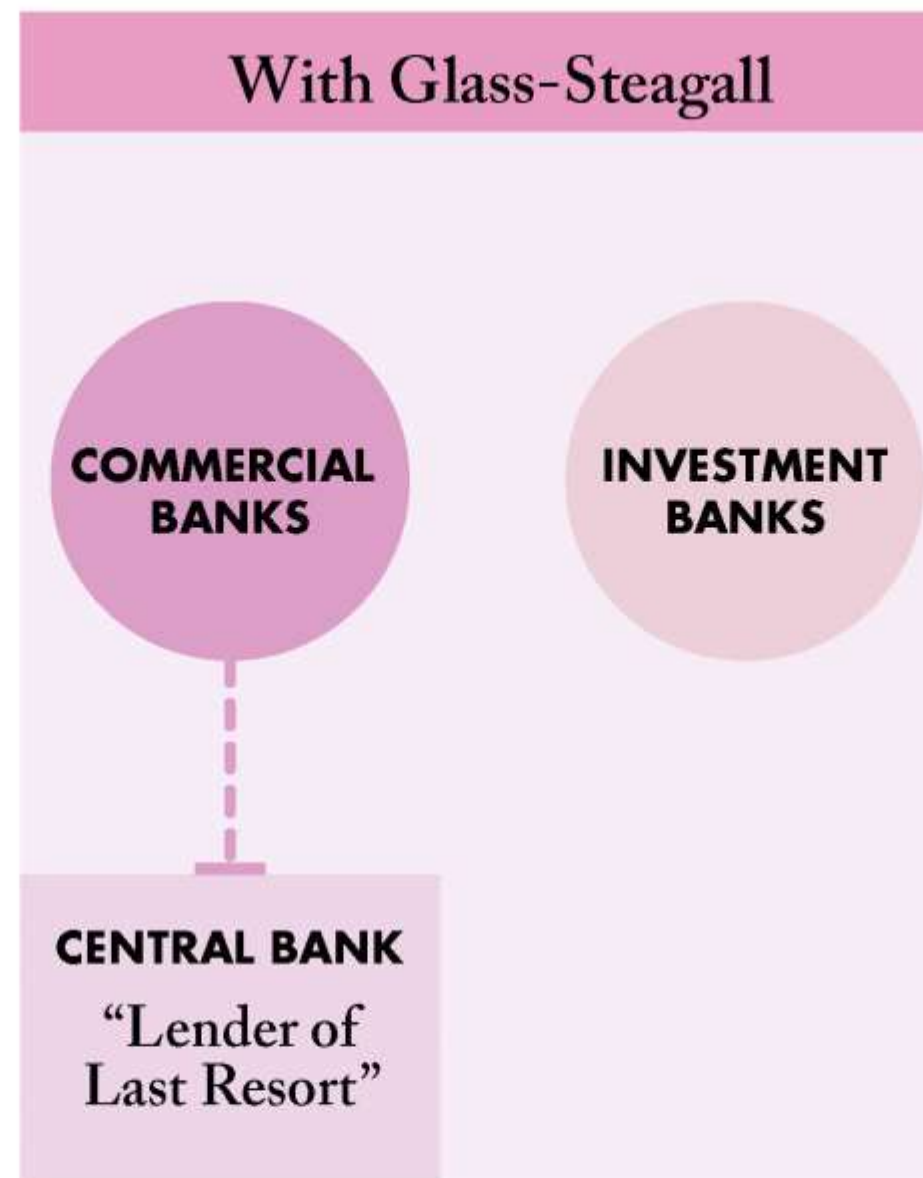 With Glass-Steagall
COMMERCIAL
BANKS
INVESTMENT
BANKS
CENTRAL BANK
“Lender of
Last Resort”